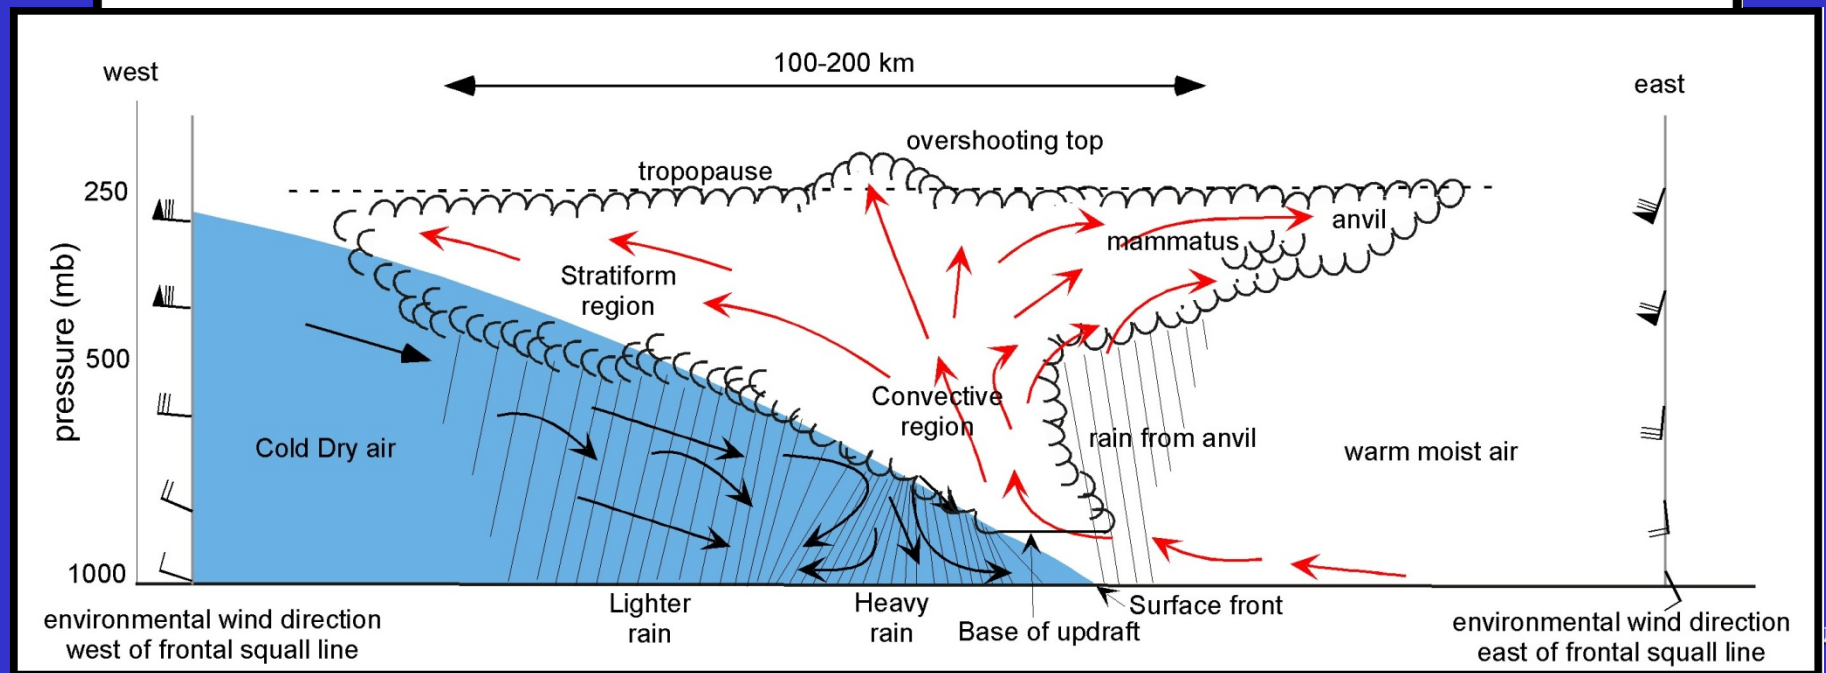 100-200 km
west
east
overshooting top
tropopause
250
anvil
mammatus
Stratiform
region
pressure (mb)
500
Convective
region
Cold Dry air
rain from anvil
warm moist air
1000
Lighter
rain
Heavy
rain
Base of updraft
Surface front
environmental wind direction
west of frontal squall line
environmental wind direction
east of frontal squall line